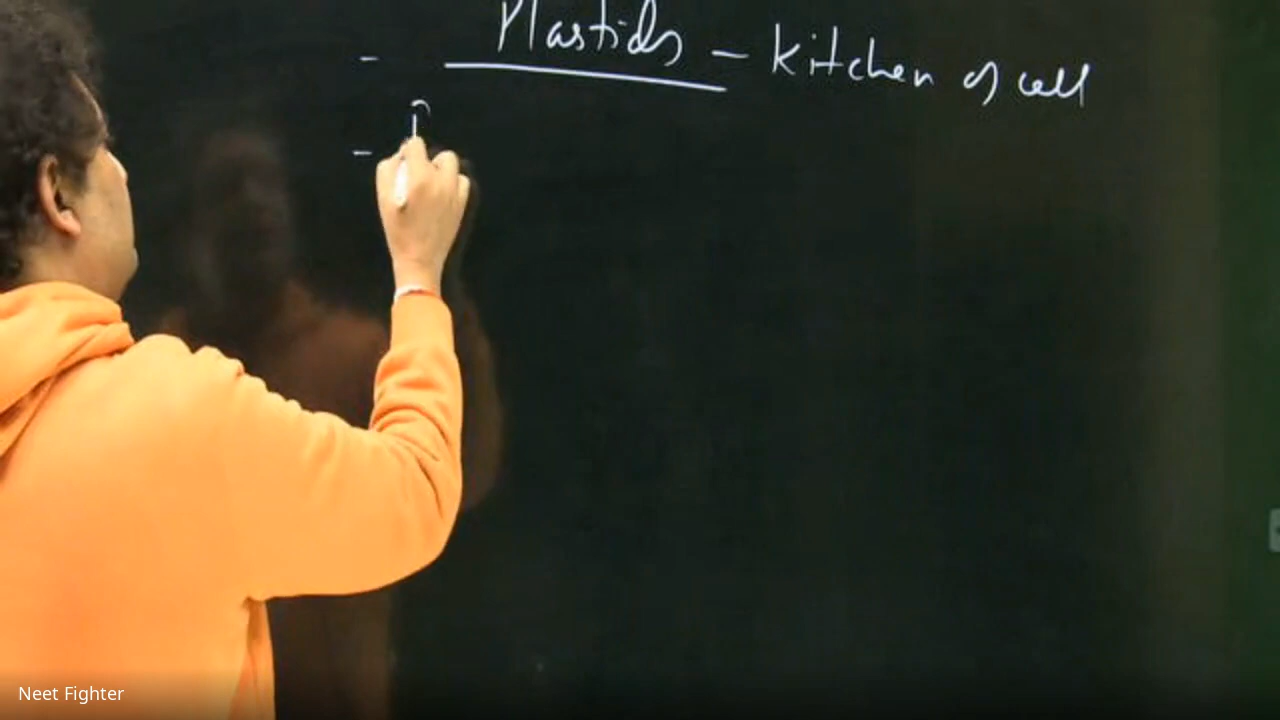 - Plastids - Kitchen of cell
-
Neet Fighter